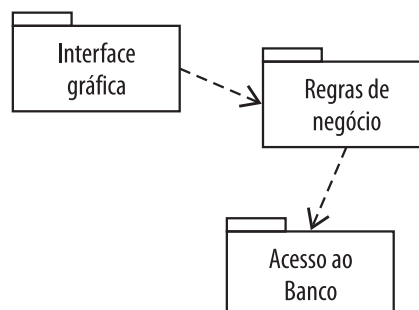 Interface
gráfica
Regras de
negócio
Acesso ao
Banco